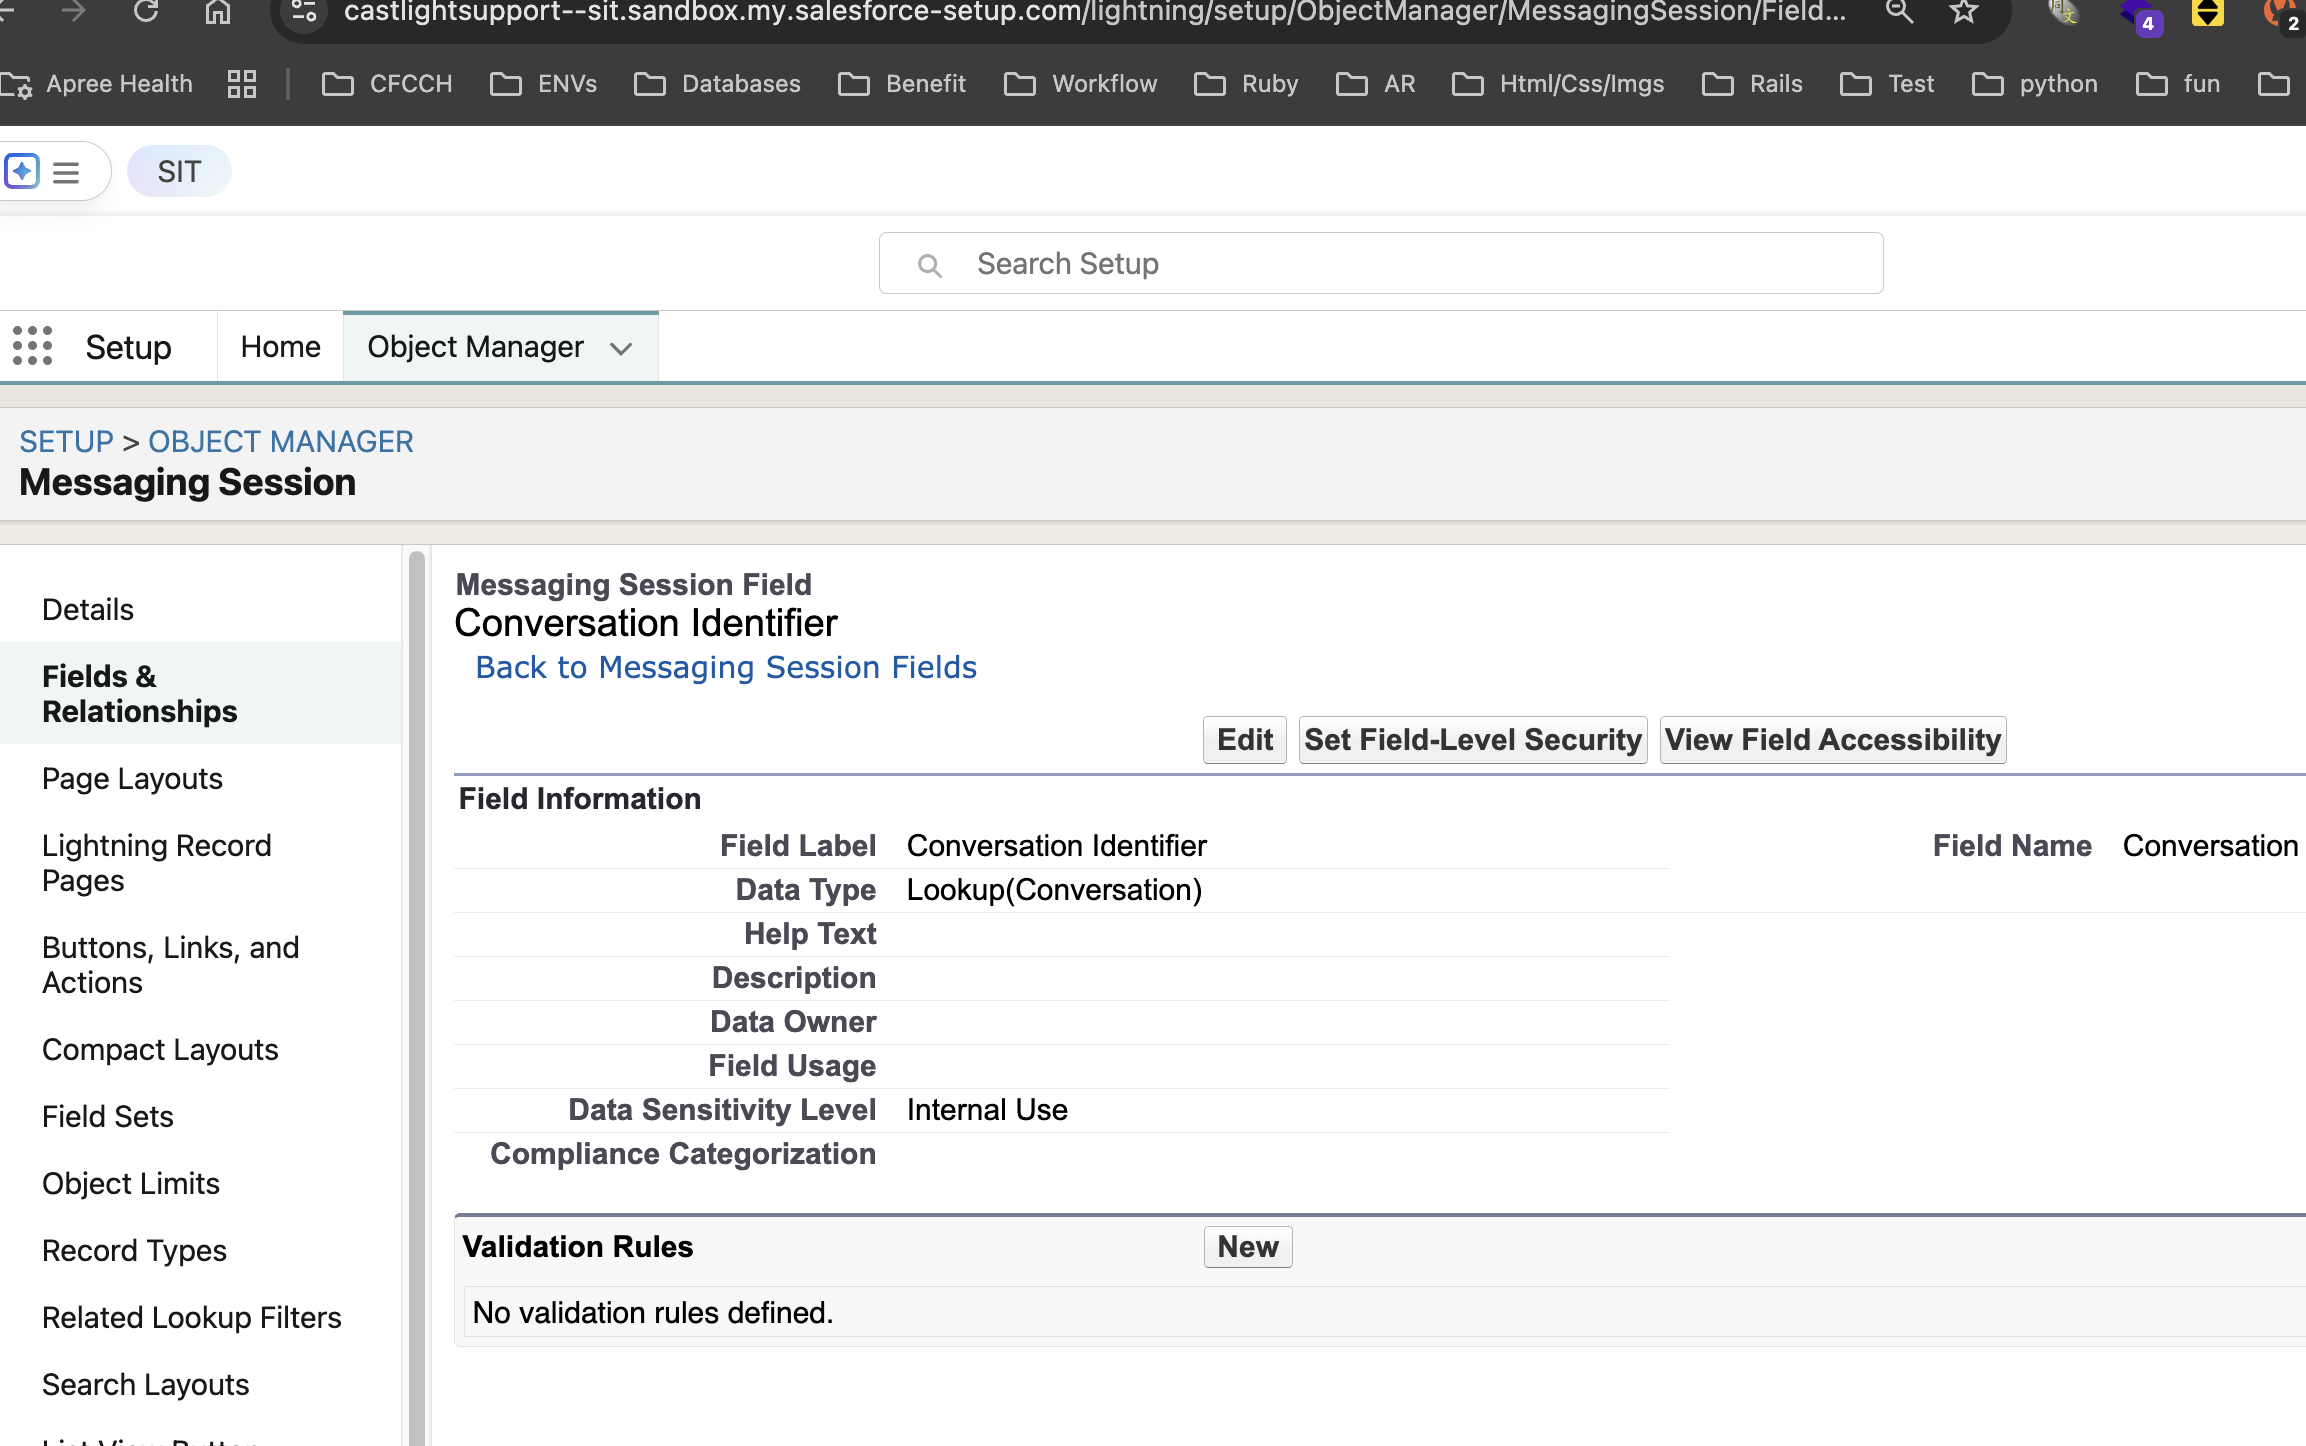 castlightsupport--sit.sandbox.my.salesforce-setup.com/lightning/setup/ObjectManager/MessagingSession/Field...
4
2
Apree Health
CFCCH
ENVs
Databases
Benefit
Workflow
Ruby
AR
Html/Css/Imgs
Rails
Test
python
fun
SIT
Search Setup
Setup
Home
Object Manager
SETUP > OBJECT MANAGER
Messaging Session
Details
Fields &
Relationships
Page Layouts
Lightning Record
Pages
Buttons, Links, and
Actions
Compact Layouts
Field Sets
Object Limits
Record Types
Related Lookup Filters
Search Layouts
Messaging Session Field
Conversation Identifier
Back to Messaging Session Fields
Edit
Set Field-Level Security
View Field Accessibility
Field Information
Field Label Conversation Identifier
Field Name Conversation
Data Type Lookup(Conversation)
Help Text
Description
Data Owner
Field Usage
Data Sensitivity Level Internal Use
Compliance Categorization
Validation Rules
New
No validation rules defined.